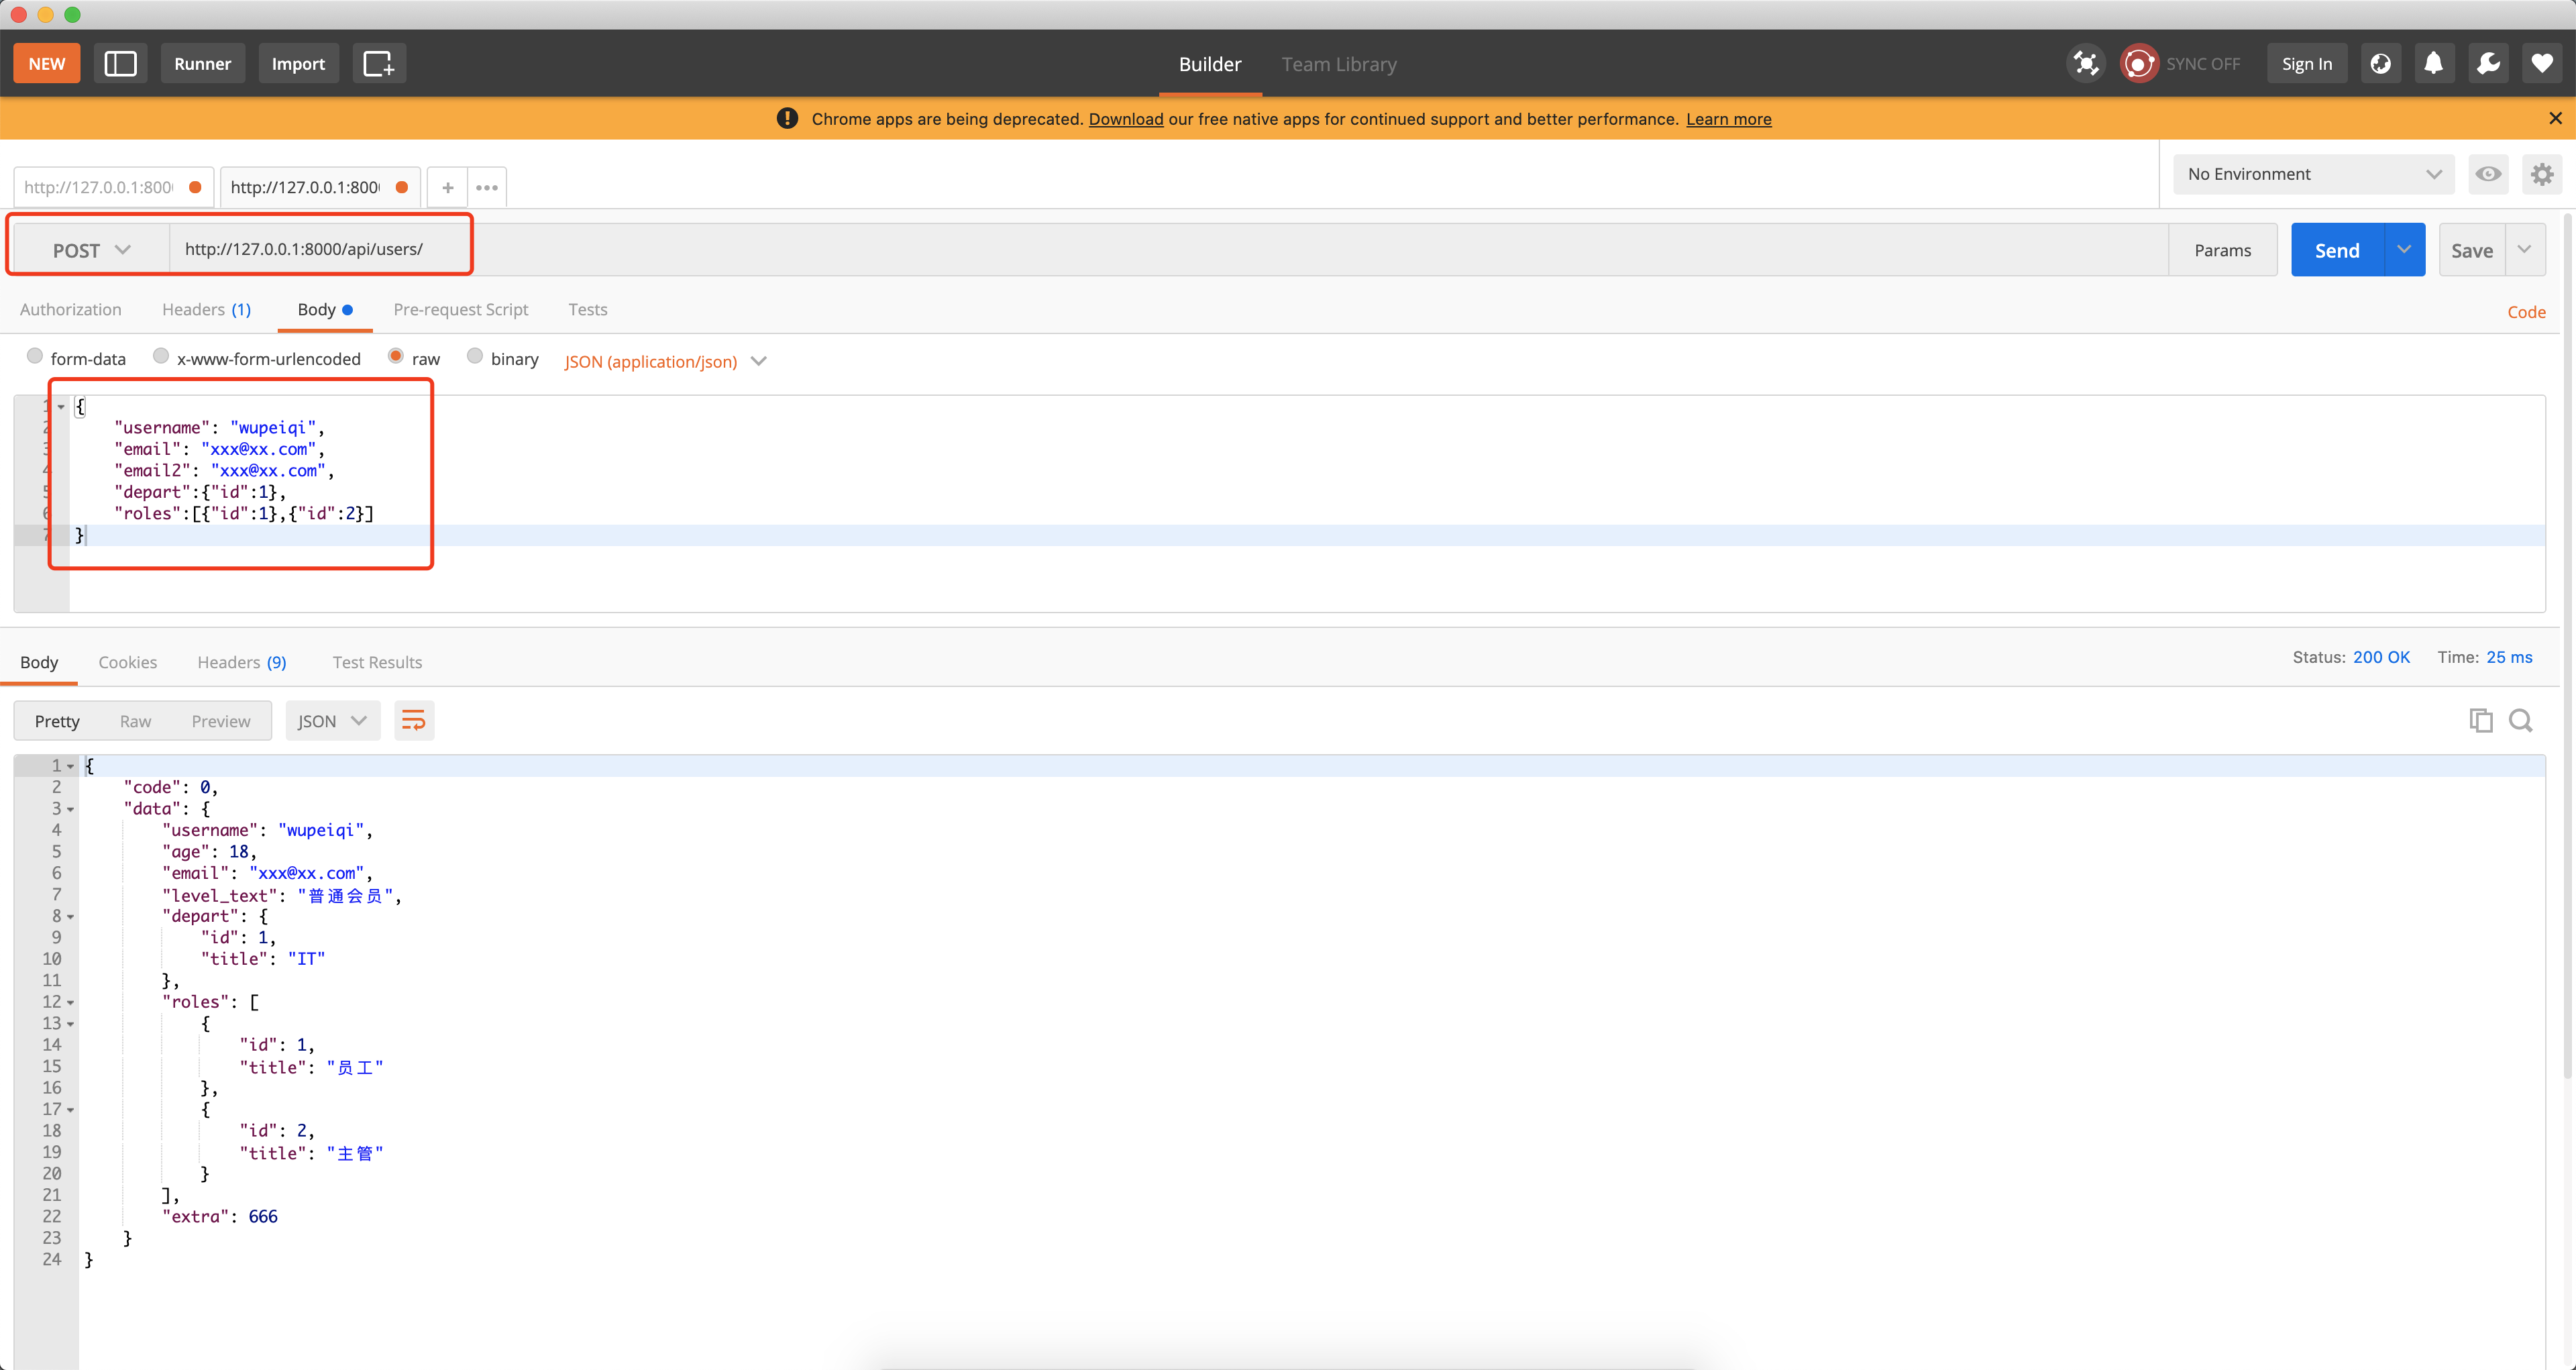 NEW Runner Import Builder Team Library SYNC OFF Sign In
Chrome apps are being deprecated. Download our free native apps for continued support and better performance. Learn more
http://127.0.0.1:800 http://127.0.0.1:800 + ••• No Environment
POST http://127.0.0.1:8000/api/users/ Params Send Save
Authorization Headers (1) Body Pre-request Script Tests Code
form-data x-www-form-urlencoded raw binary JSON (application/json)
1 {
2 "username": "wupeiqi",
3 "email": "xxx@xx.com",
4 "email2": "xxx@xx.com",
5 "depart":{"id":1},
6 "roles":[{"id":1},{"id":2}]
7 }
Body Cookies Headers (9) Test Results Status: 200 OK Time: 25 ms
Pretty Raw Preview JSON
1 {
2 "code": 0,
3 "data": {
4 "username": "wupeiqi",
5 "age": 18,
6 "email": "xxx@xx.com",
7 "level_text": "普通会员",
8 "depart": {
9 "id": 1,
10 "title": "IT"
11 },
12 "roles": [
13 {
14 "id": 1,
15 "title": "员工"
16 },
17 {
18 "id": 2,
19 "title": "主管"
20 }
21 ],
22 "extra": 666
23 }
24 }